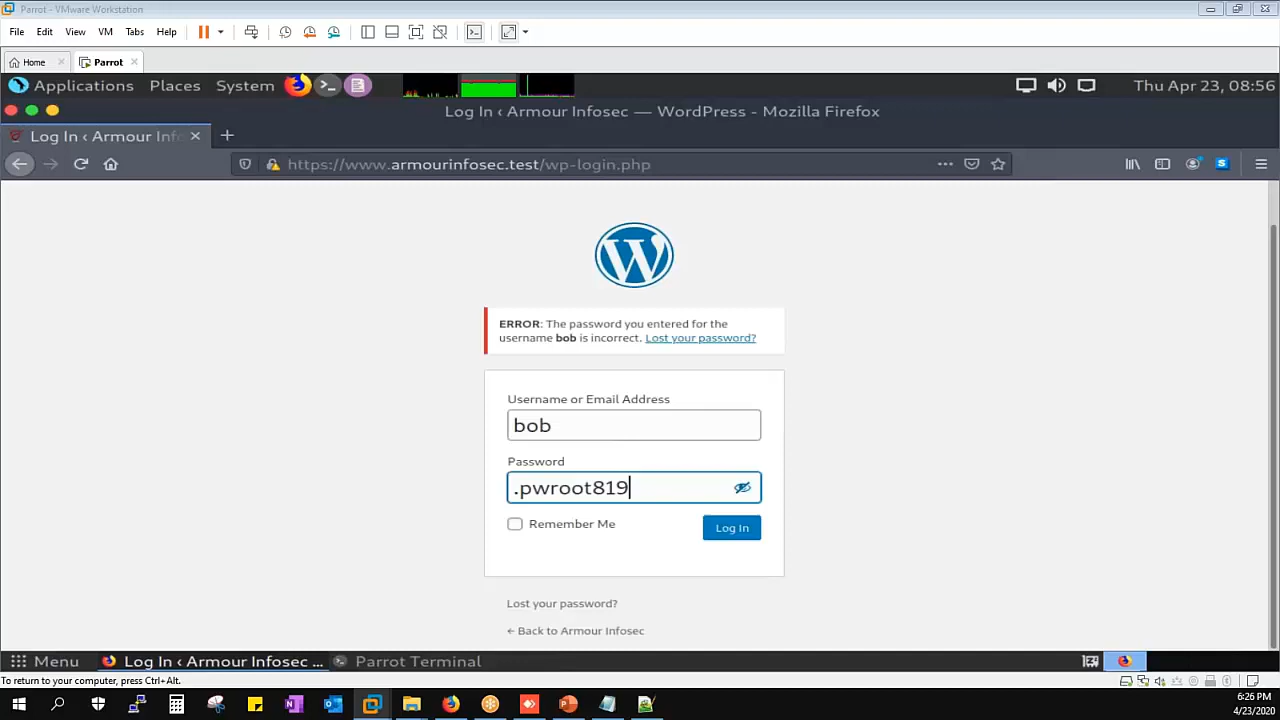 Parrot - VMware Workstation
File Edit View VM Tabs Help
Home Parrot
Applications Places System Thu Apr 23, 08:56
Log In ‹ Armour Infosec — WordPress - Mozilla Firefox
Log In ‹ Armour Info
https://www.armourinfosec.test/wp-login.php
ERROR: The password you entered for the
username bob is incorrect. Lost your password?
Username or Email Address
bob
Password
.pwroot819
Remember Me Log In
Lost your password?
← Back to Armour Infosec
Menu Log In ‹ Armour Infosec ... Parrot Terminal
To return to your computer, press Ctrl+Alt.
6:26 PM
4/23/2020